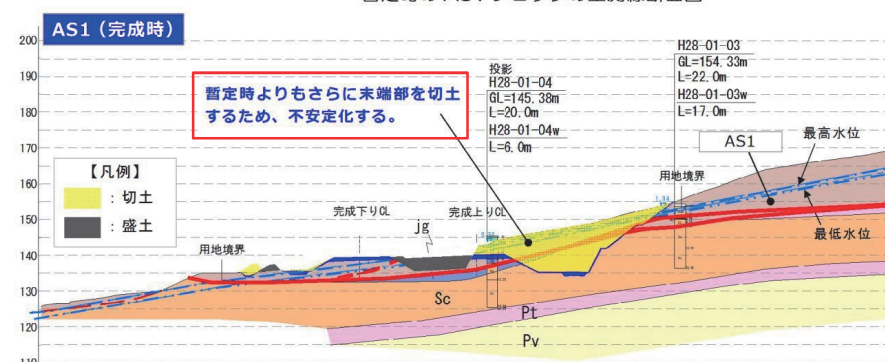 AS1(完成時)
200
190
180
170
160
150
140
130
120
暫定時よりもさらに末端部を切土
するため、不安定化する。
【凡例】
：切土
：盛土
投影
H28-01-04
GL=145.38m
L=20.0m
H28-01-04w
L=6.0m
H28-01-03
GL=154.33m
L=22.0m
H28-01-03w
L=17.0m
AS1
最高水位
最低水位
用地境界
完成下りCL
jg
完成上りCL
用地境界
Sc
Pt
Pv